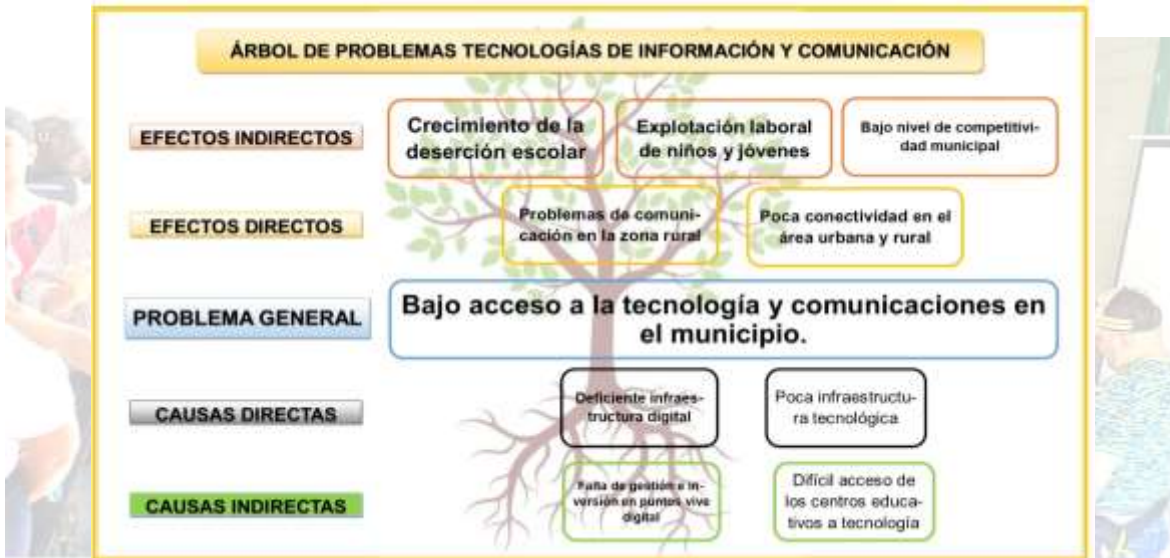 ÁRBOL DE PROBLEMAS TECNOLOGÍAS DE INFORMACIÓN Y COMUNICACIÓN
EFECTOS INDIRECTOS
Crecimiento de la
deserción escolar
Explotación laboral
de niños y jóvenes
Bajo nivel de competitivi-
dad municipal
EFECTOS DIRECTOS
Problemas de comuni-
cación en la zona rural
Poca conectividad en el
área urbana y rural
PROBLEMA GENERAL
Bajo acceso a la tecnología y comunicaciones en
el municipio.
CAUSAS DIRECTAS
Deficiente infraes-
tructura digital
Poca infraestructu-
ra tecnológica
CAUSAS INDIRECTAS
Falta de gestión e in-
versión en puntos vive
digital
Difícil acceso de
los centros educa-
tivos a tecnología